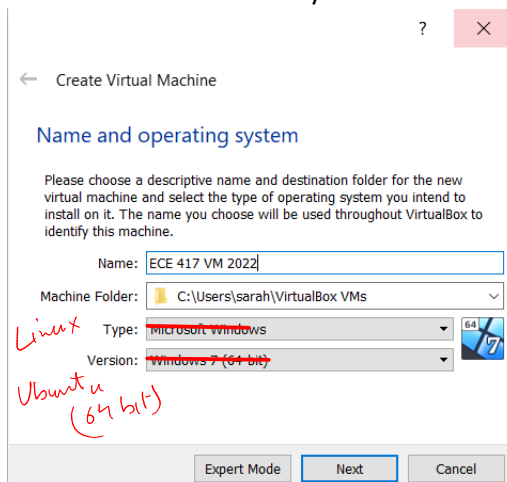 ?
Create Virtual Machine
Name and operating system
Please choose a descriptive name and destination folder for the new
virtual machine and select the type of operating system you intend to
install on it. The name you choose will be used throughout VirtualBox to
identify this machine.
Name: ECE 417 VM 2022
Machine Folder: C:\Users\sarah\VirtualBox VMs
Linux Type: Microsoft Windows 64
Version: Windows 7 (64-bit) 7
Ubuntu
(64 bit)
Expert Mode Next Cancel